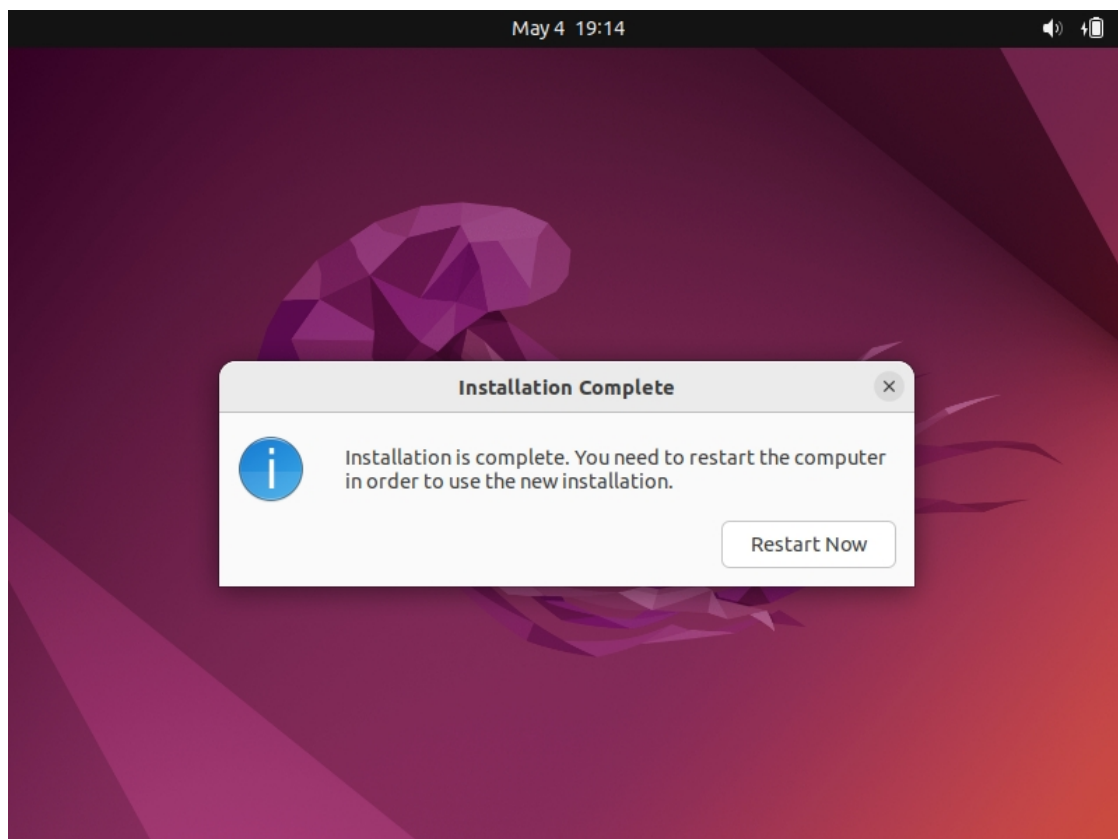 May 4 19:14
Installation Complete
Installation is complete. You need to restart the computer
in order to use the new installation.
Restart Now